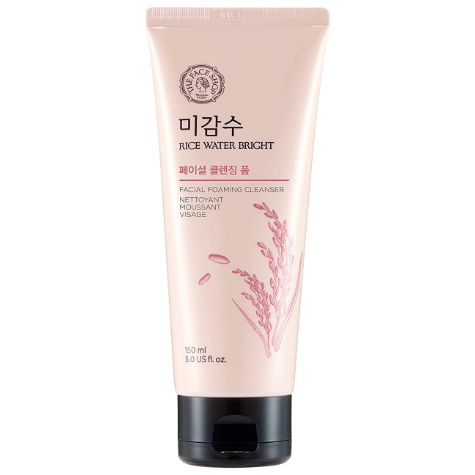 THE FACE SHOP
미감수
RICE WATER BRIGHT
페이셜 클렌징 폼
FACIAL FOAMING CLEANSER
NETTOYANT
MOUSSANT
VISAGE
150 ml
5.0 US fl. oz.